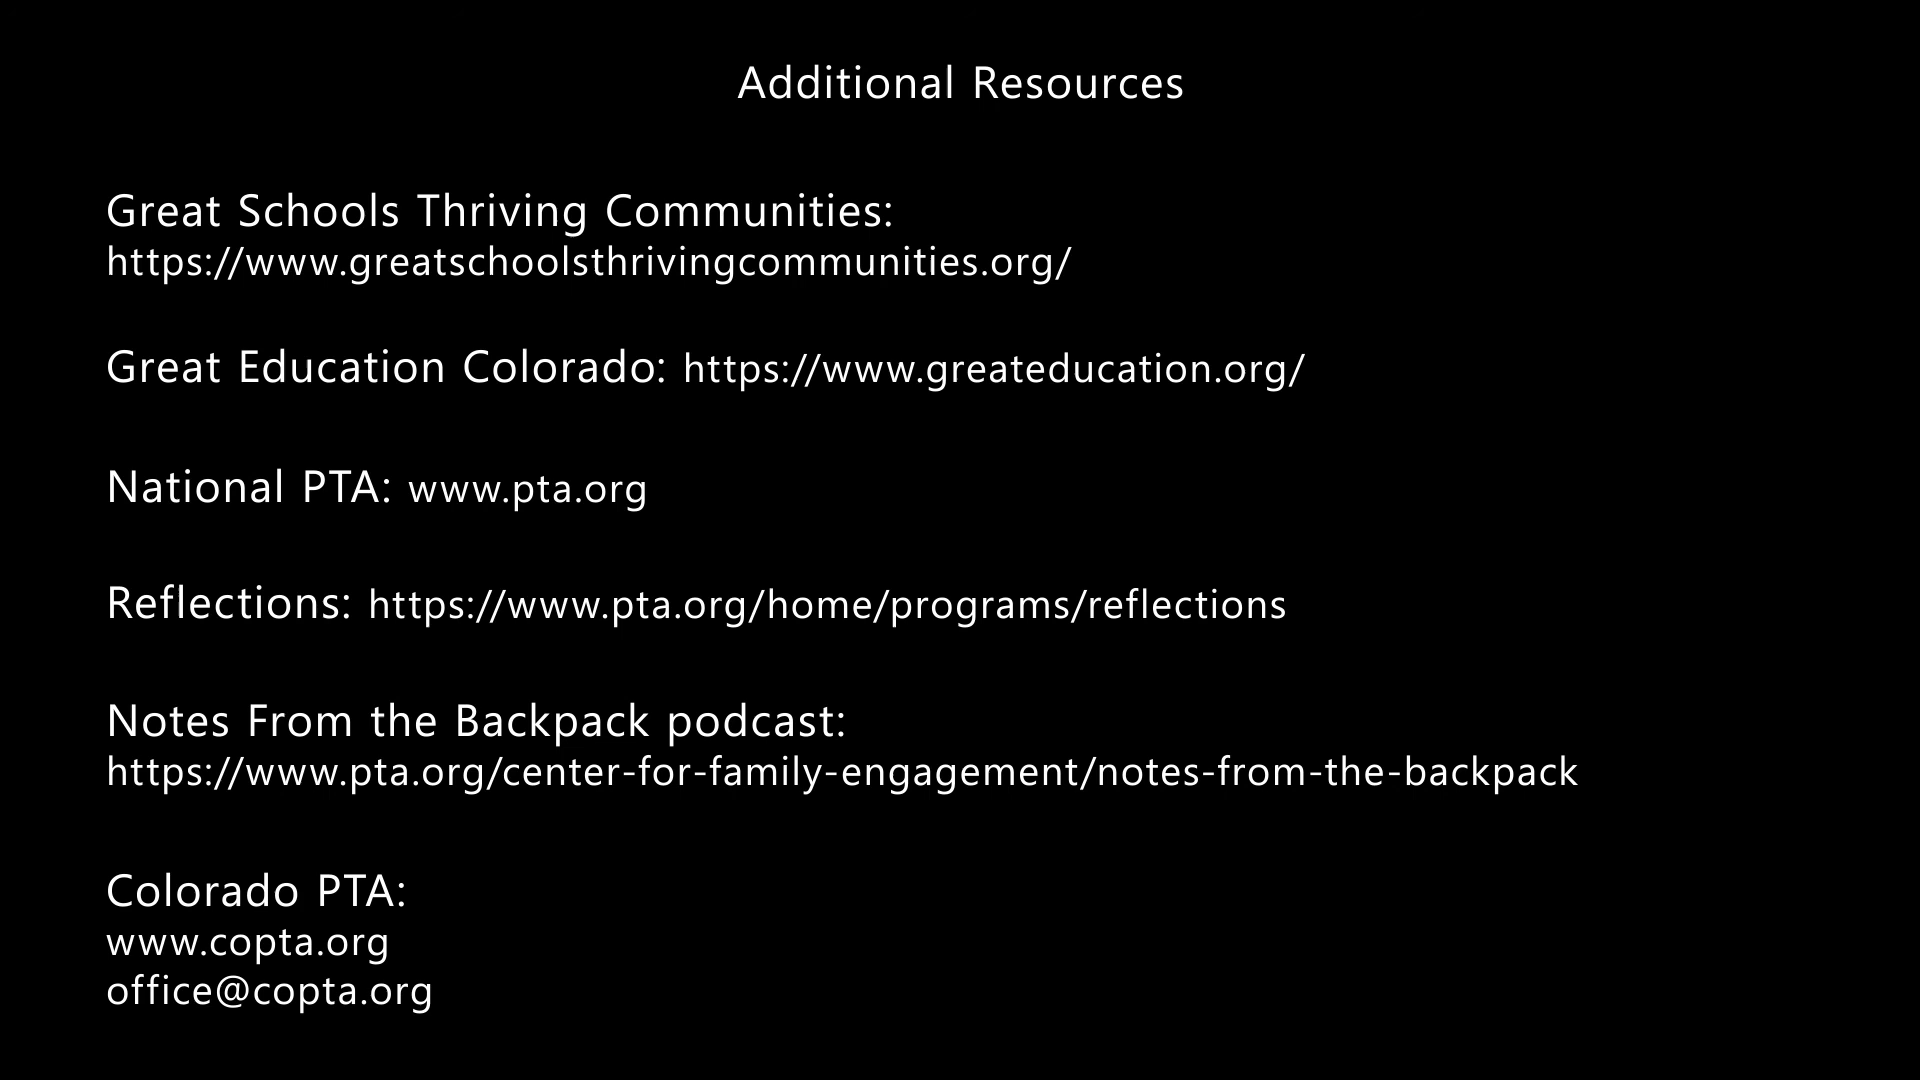 Additional Resources
Great Schools Thriving Communities:
https://www.greatschoolsthrivingcommunities.org/
Great Education Colorado: https://www.greateducation.org/
National PTA: www.pta.org
Reflections: https://www.pta.org/home/programs/reflections
Notes From the Backpack podcast:
https://www.pta.org/center-for-family-engagement/notes-from-the-backpack
Colorado PTA:
www.copta.org
office@copta.org